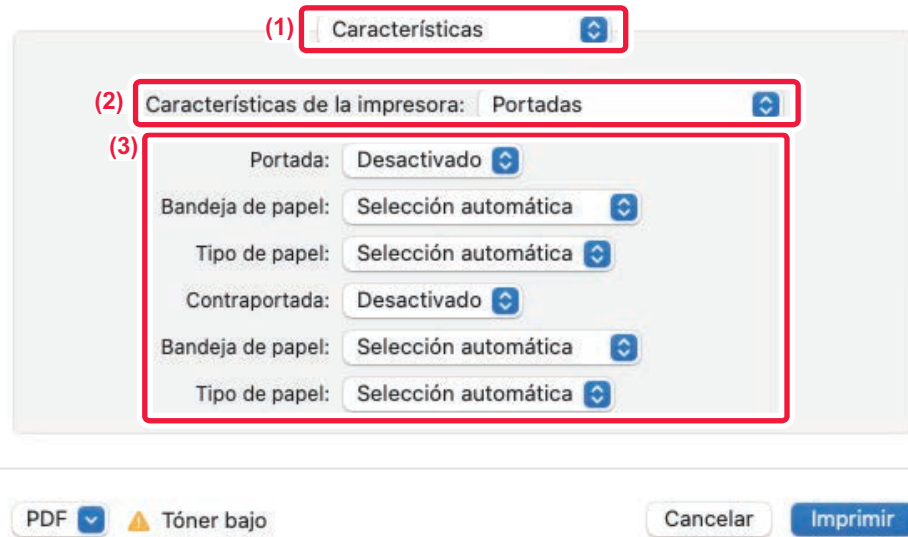 (1) Características
(2) Características de la impresora: Portadas
(3)
Portada: Desactivado
Bandeja de papel: Selección automática
Tipo de papel: Selección automática
Contraportada: Desactivado
Bandeja de papel: Selección automática
Tipo de papel: Selección automática
PDF Tóner bajo Cancelar Imprimir